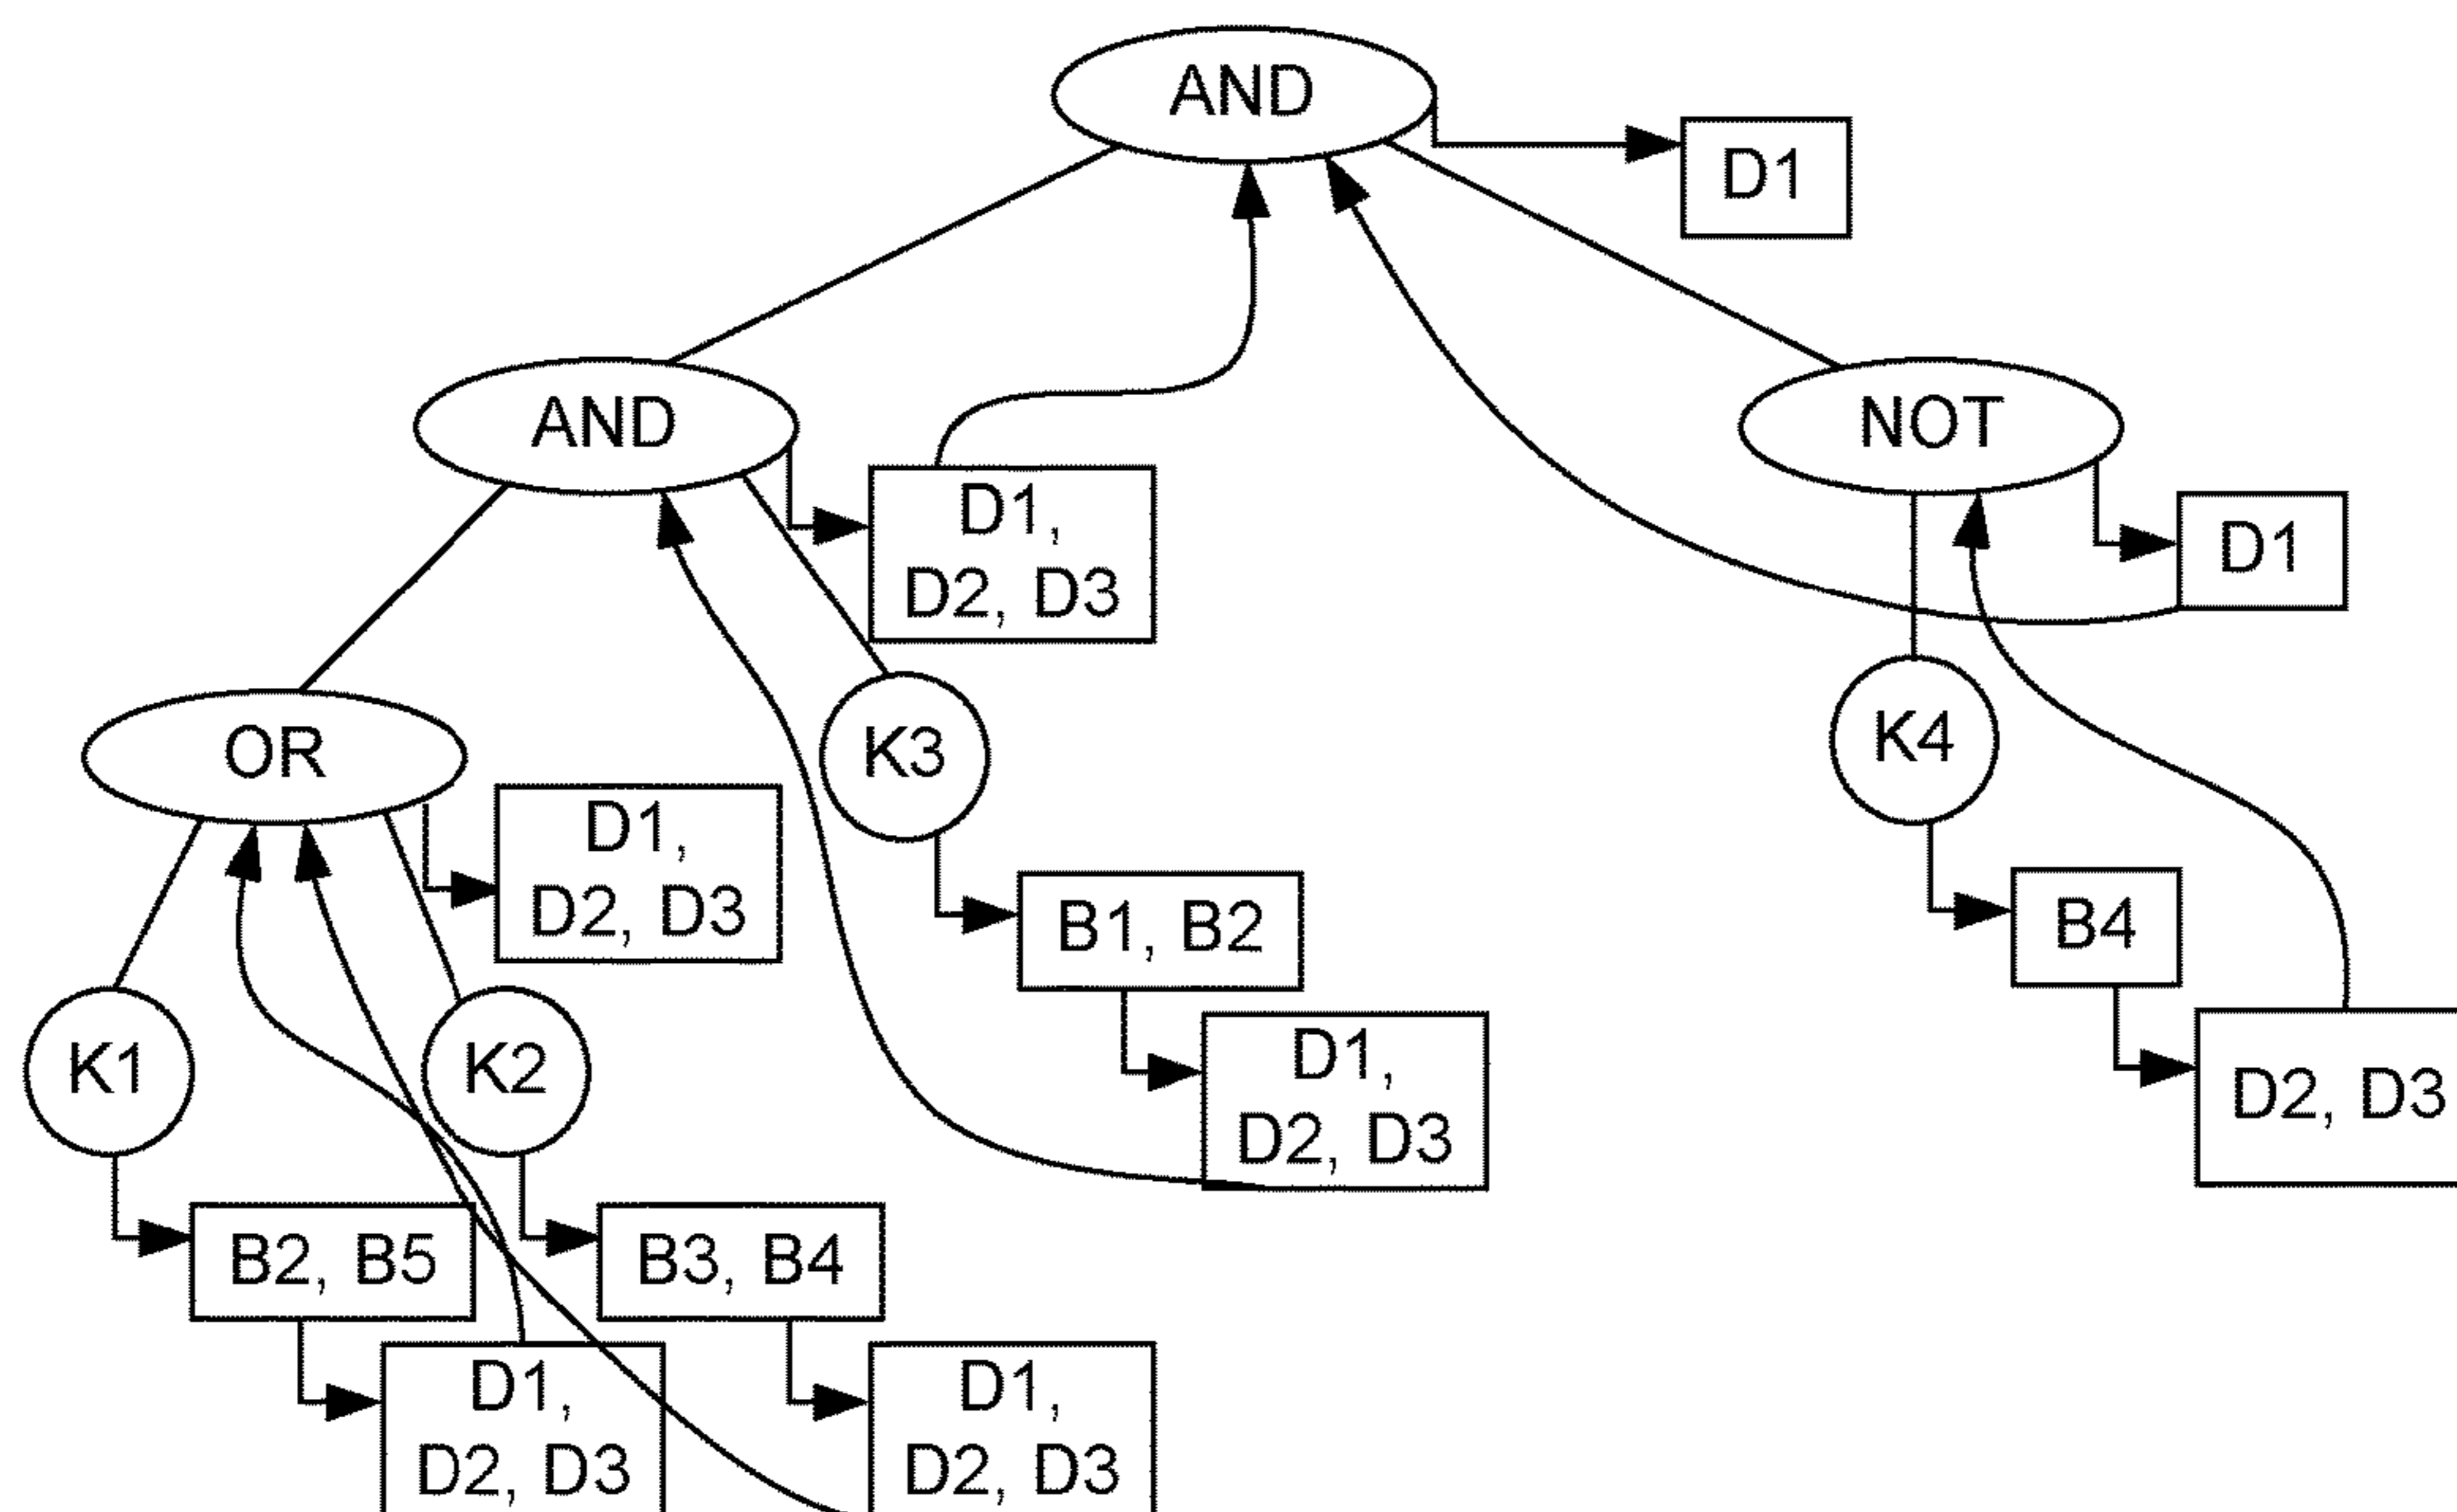 AND
D1
AND
NOT
D1,
D2, D3
D1
OR
K3
K4
D1,
D2, D3
B1, B2
B4
K1
K2
D1,
D2, D3
D2, D3
B2, B5
B3, B4
D1,
D2, D3
D1,
D2, D3